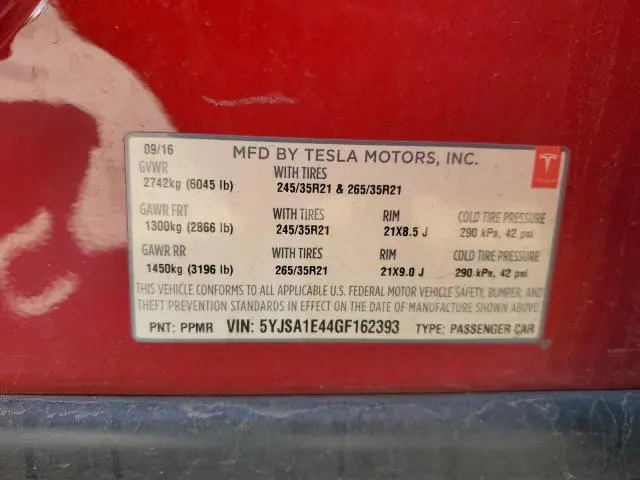 09/16 MFD BY TESLA MOTORS, INC.
GVWR WITH TIRES
2742kg (6045 lb) 245/35R21 & 265/35R21
GAWR FRT WITH TIRES RIM COLD TIRE PRESSURE
1300kg (2866 lb) 245/35R21 21X8.5 J 290 kPa, 42 psi
GAWR RR WITH TIRES RIM COLD TIRE PRESSURE
1450kg (3196 lb) 265/35R21 21X9.0 J 290 kPa, 42 psi
THIS VEHICLE CONFORMS TO ALL APPLICABLE U.S. FEDERAL MOTOR VEHICLE SAFETY, BUMPER, AND
THEFT PREVENTION STANDARDS IN EFFECT ON THE DATE OF MANUFACTURE SHOWN ABOVE.
PNT: PPMR VIN: 5YJSA1E44GF162393 TYPE: PASSENGER CAR